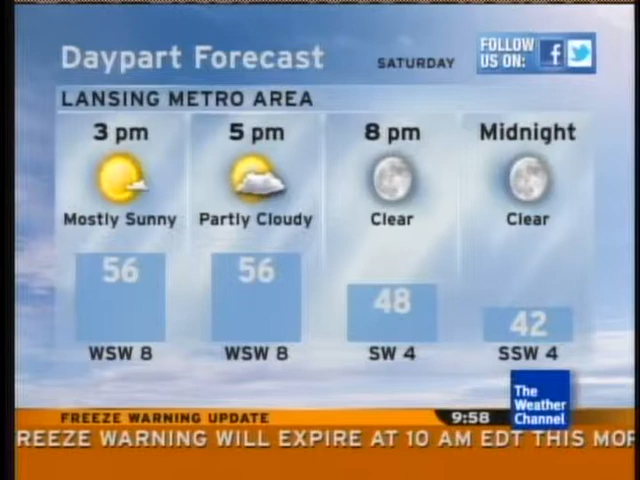 Daypart Forecast
SATURDAY
FOLLOW
US ON:
LANSING METRO AREA
3 pm 5 pm 8 pm Midnight
Mostly Sunny Partly Cloudy Clear Clear
56 56 48 42
WSW 8 WSW 8 SW 4 SSW 4
The
Weather
Channel
FREEZE WARNING UPDATE 9:58
REEZE WARNING WILL EXPIRE AT 10 AM EDT THIS MOR